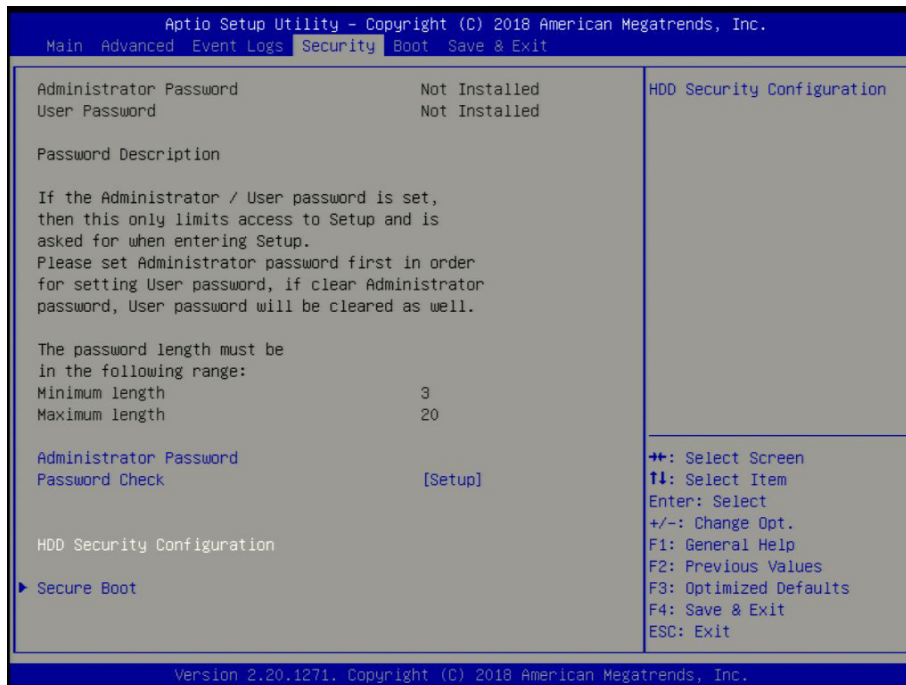 Aptio Setup Utility – Copyright (C) 2018 American Megatrends, Inc.
Main Advanced Event Logs Security Boot Save & Exit
Administrator Password Not Installed
User Password Not Installed
Password Description
If the Administrator / User password is set,
then this only limits access to Setup and is
asked for when entering Setup.
Please set Administrator password first in order
for setting User password, if clear Administrator
password, User password will be cleared as well.
The password length must be
in the following range:
Minimum length 3
Maximum length 20
Administrator Password
Password Check [Setup]
HDD Security Configuration
Secure Boot
HDD Security Configuration
→←: Select Screen
↑↓: Select Item
Enter: Select
+/-: Change Opt.
F1: General Help
F2: Previous Values
F3: Optimized Defaults
F4: Save & Exit
ESC: Exit
Version 2.20.1271. Copyright (C) 2018 American Megatrends, Inc.